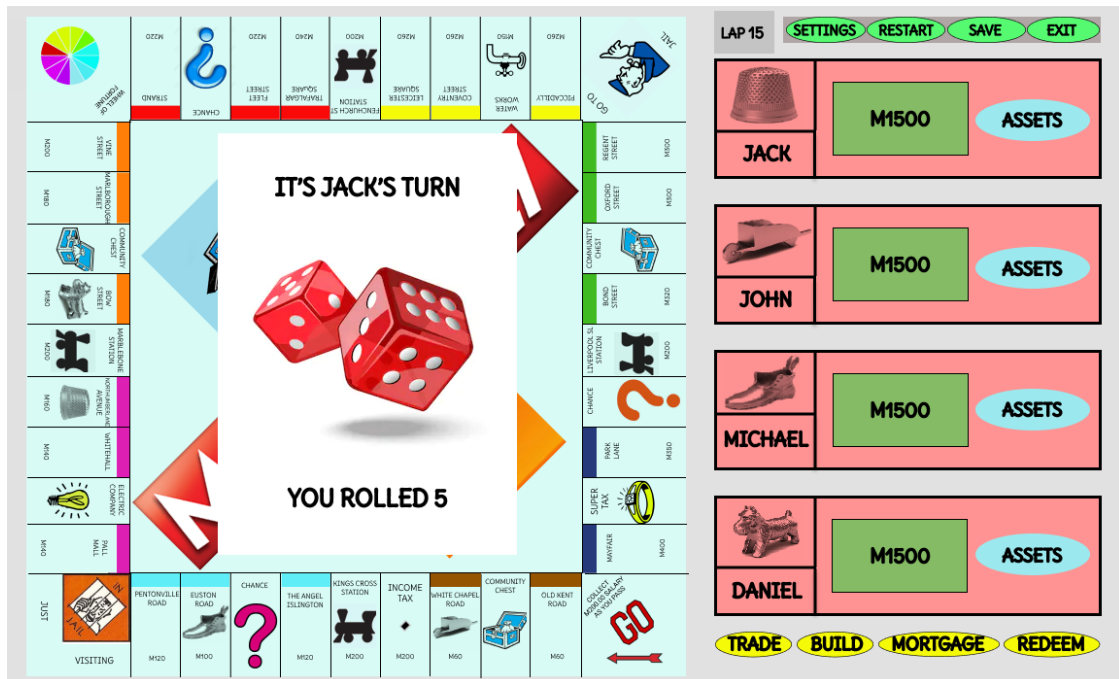 LAP 15
SETTINGS
RESTART
SAVE
EXIT
WHEEL OF
FORTUNE
M220
STRAND
CHANCE
M220
FLEET
STREET
M240
TRAFALGAR
SQUARE
M200
FENCHURCH ST
STATION
M260
LEICESTER
SQUARE
M260
COVENTRY
STREET
M150
WATER
WORKS
M260
PICCADILLY
GO TO
JAIL
M200
VINE
STREET
M180
MARLBOROUGH
STREET
COMMUNITY
CHEST
M180
BOW
STREET
M200
MARBLEBONE
STATION
M160
NORTHUMBERLAND
AVENUE
M140
WHITEHALL
ELECTRIC
COMPANY
M140
PALL
MALL
IT'S JACK'S TURN
YOU ROLLED 5
REGENT
STREET
M300
OXFORD
STREET
M300
COMMUNITY
CHEST
BOND
STREET
M320
LIVERPOOL SL
STATION
M200
CHANCE
PARK
LANE
M350
SUPER
TAX
MAYFAIR
M400
JUST
VISITING
IN
JAIL
PENTONVILLE
ROAD
M120
EUSTON
ROAD
M100
CHANCE
THE ANGEL
ISLINGTON
M120
KINGS CROSS
STATION
M200
INCOME
TAX
M200
WHITE CHAPEL
ROAD
M60
COMMUNITY
CHEST
OLD KENT
ROAD
M60
COLLECT
M200.00 SALARY
AS YOU PASS
GO
JACK
M1500
ASSETS
JOHN
M1500
ASSETS
MICHAEL
M1500
ASSETS
DANIEL
M1500
ASSETS
TRADE
BUILD
MORTGAGE
REDEEM